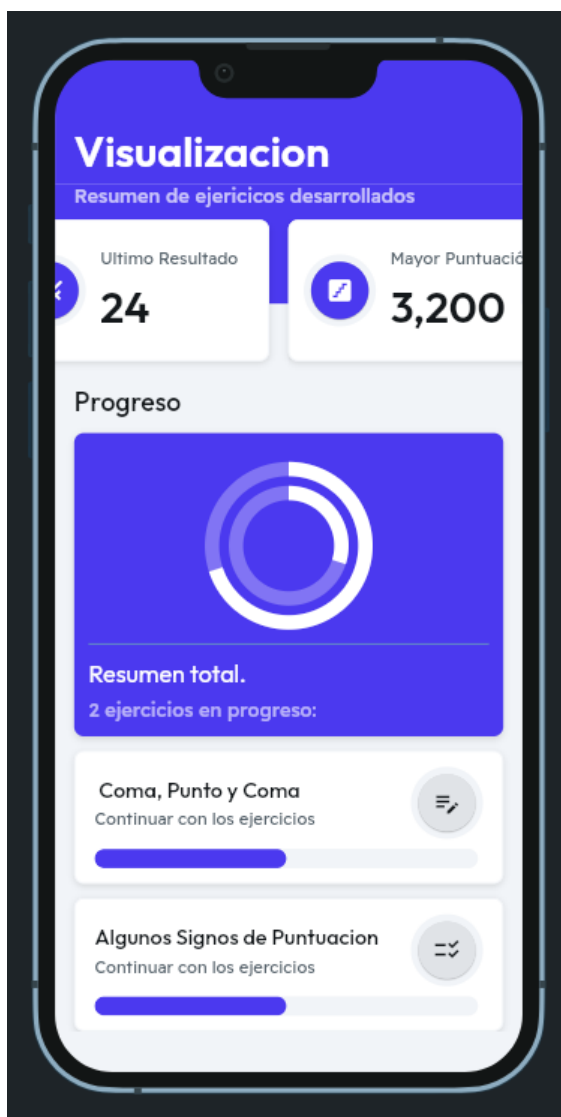 Visualizacion
Resumen de ejericicos desarrollados
Ultimo Resultado
24
Mayor Puntuació
3,200
Progreso
Resumen total.
2 ejercicios en progreso:
Coma, Punto y Coma
Continuar con los ejercicios
Algunos Signos de Puntuacion
Continuar con los ejercicios